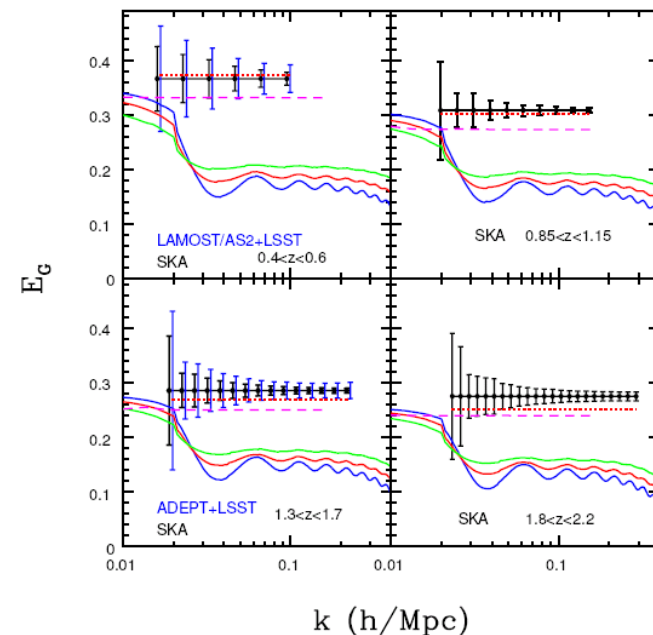 E_G
0.4
0.3
0.2
0.1
0
LAMOST/AS2+LSST
SKA
0.4<z<0.6
SKA
0.85<z<1.15
0.4
0.3
0.2
0.1
0
ADEPT+LSST
SKA
1.3<z<1.7
SKA
1.8<z<2.2
0.01
0.1
0.01
0.1
k (h/Mpc)